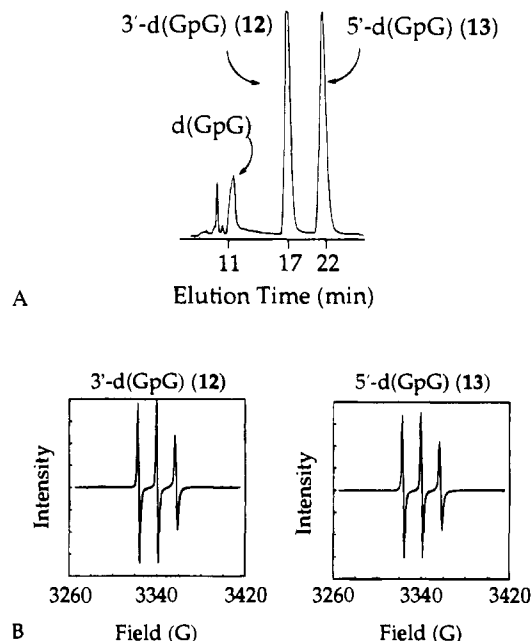 3´-d(GpG) (12)
5´-d(GpG) (13)
d(GpG)
11 17 22
A
Elution Time (min)
3´-d(GpG) (12)
5´-d(GpG) (13)
Intensity
Intensity
3260 3340 3420
3260 3340 3420
B
Field (G)
Field (G)